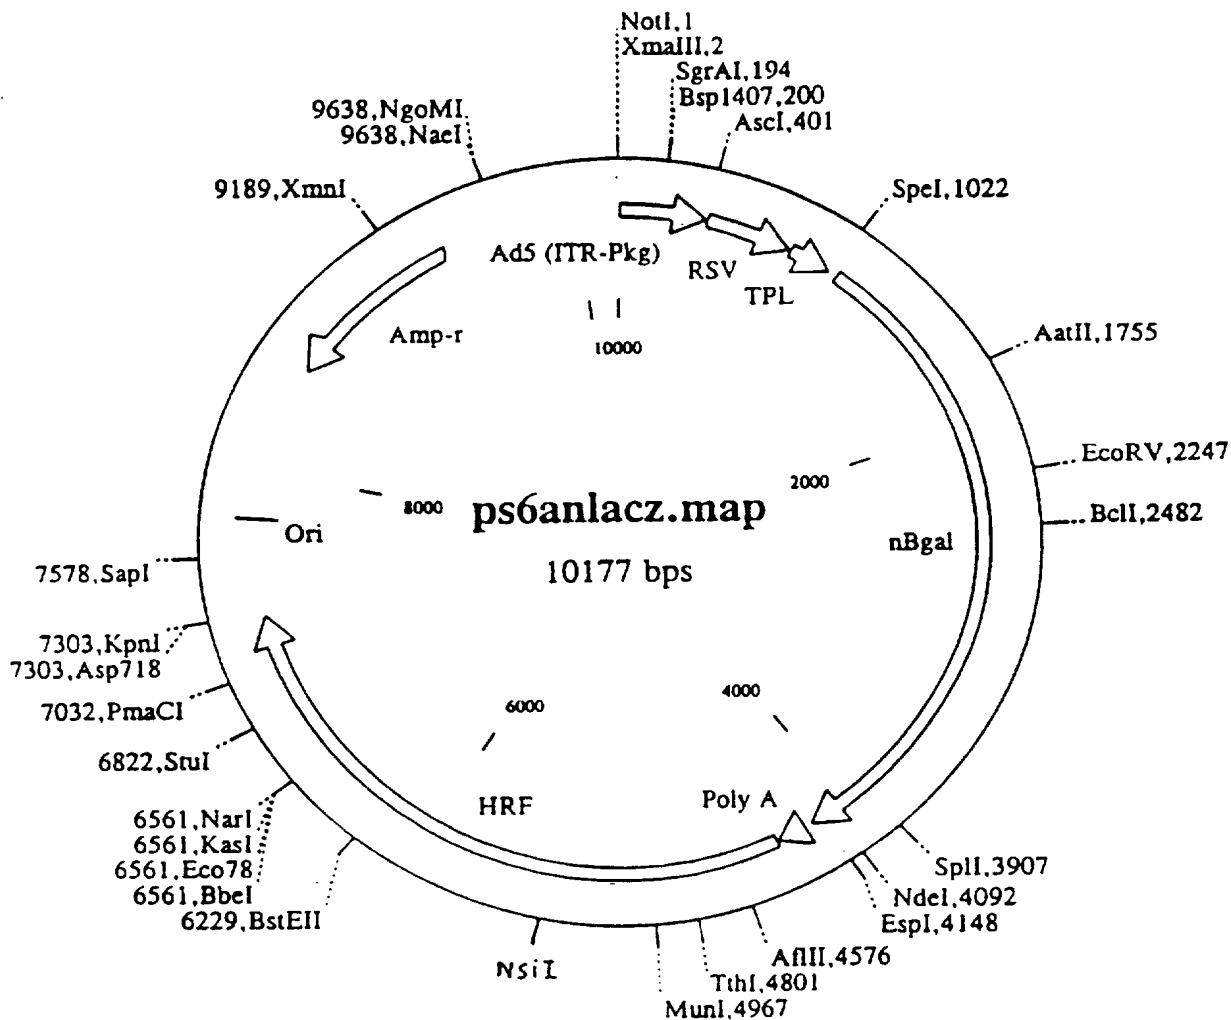 NotI,1
XmaIII,2
SgrAI,194
Bsp1407,200
AscI,401
9638,NgoMI
9638,NaeI
9189,XmnI
SpeI,1022
Ad5 (ITR-Pkg)
RSV
TPL
Amp-r
10000
AatII,1755
EcoRV,2247
2000
BclI,2482
8000
ps6anlacz.map
nBgal
Ori
10177 bps
7578,SapI
7303,KpnI
7303,Asp718
7032,PmaCI
4000
6000
6822,StuI
Poly A
HRF
6561,NarI
6561,KasI
6561,Eco78
6561,BbeI
6229,BstEII
SplI,3907
NdeI,4092
EspI,4148
AflII,4576
NsiI
TthI,4801
MunI,4967